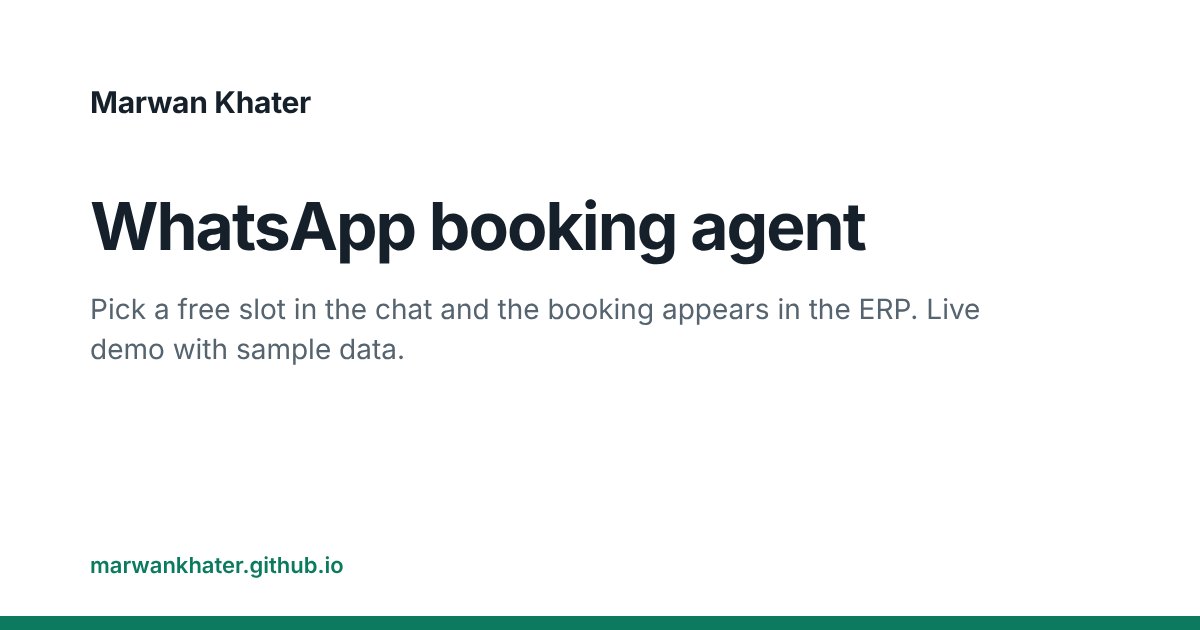 Marwan Khater
WhatsApp booking agent
Pick a free slot in the chat and the booking appears in the ERP. Live
demo with sample data.
marwankhater.github.io